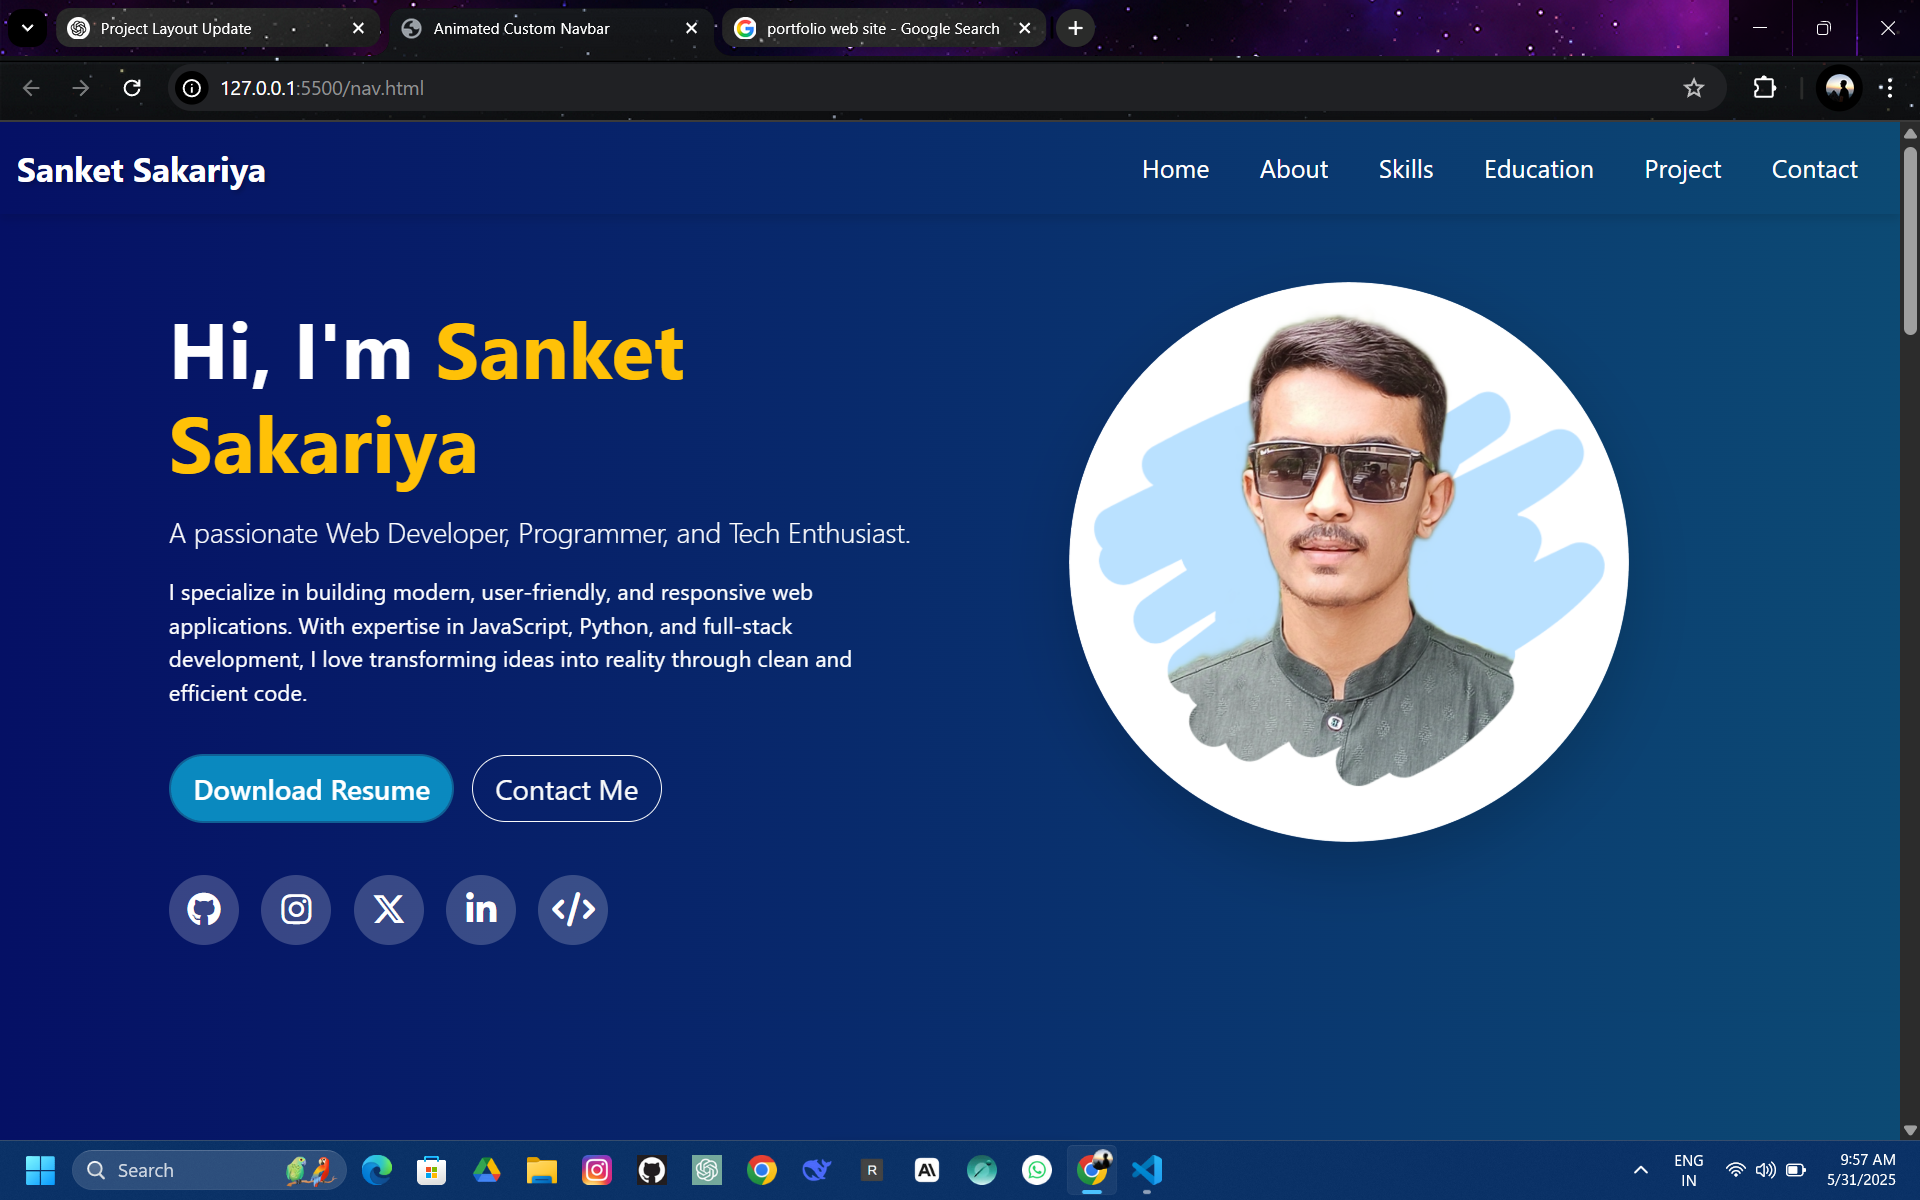 Project Layout Update
Animated Custom Navbar
portfolio web site - Google Search
127.0.0.1:5500/nav.html
Sanket Sakariya
Home About Skills Education Project Contact
Hi, I'm Sanket
Sakariya
A passionate Web Developer, Programmer, and Tech Enthusiast.
I specialize in building modern, user-friendly, and responsive web
applications. With expertise in JavaScript, Python, and full-stack
development, I love transforming ideas into reality through clean and
efficient code.
Download Resume Contact Me
in
Search
R
AI
ENG
IN
9:57 AM
5/31/2025